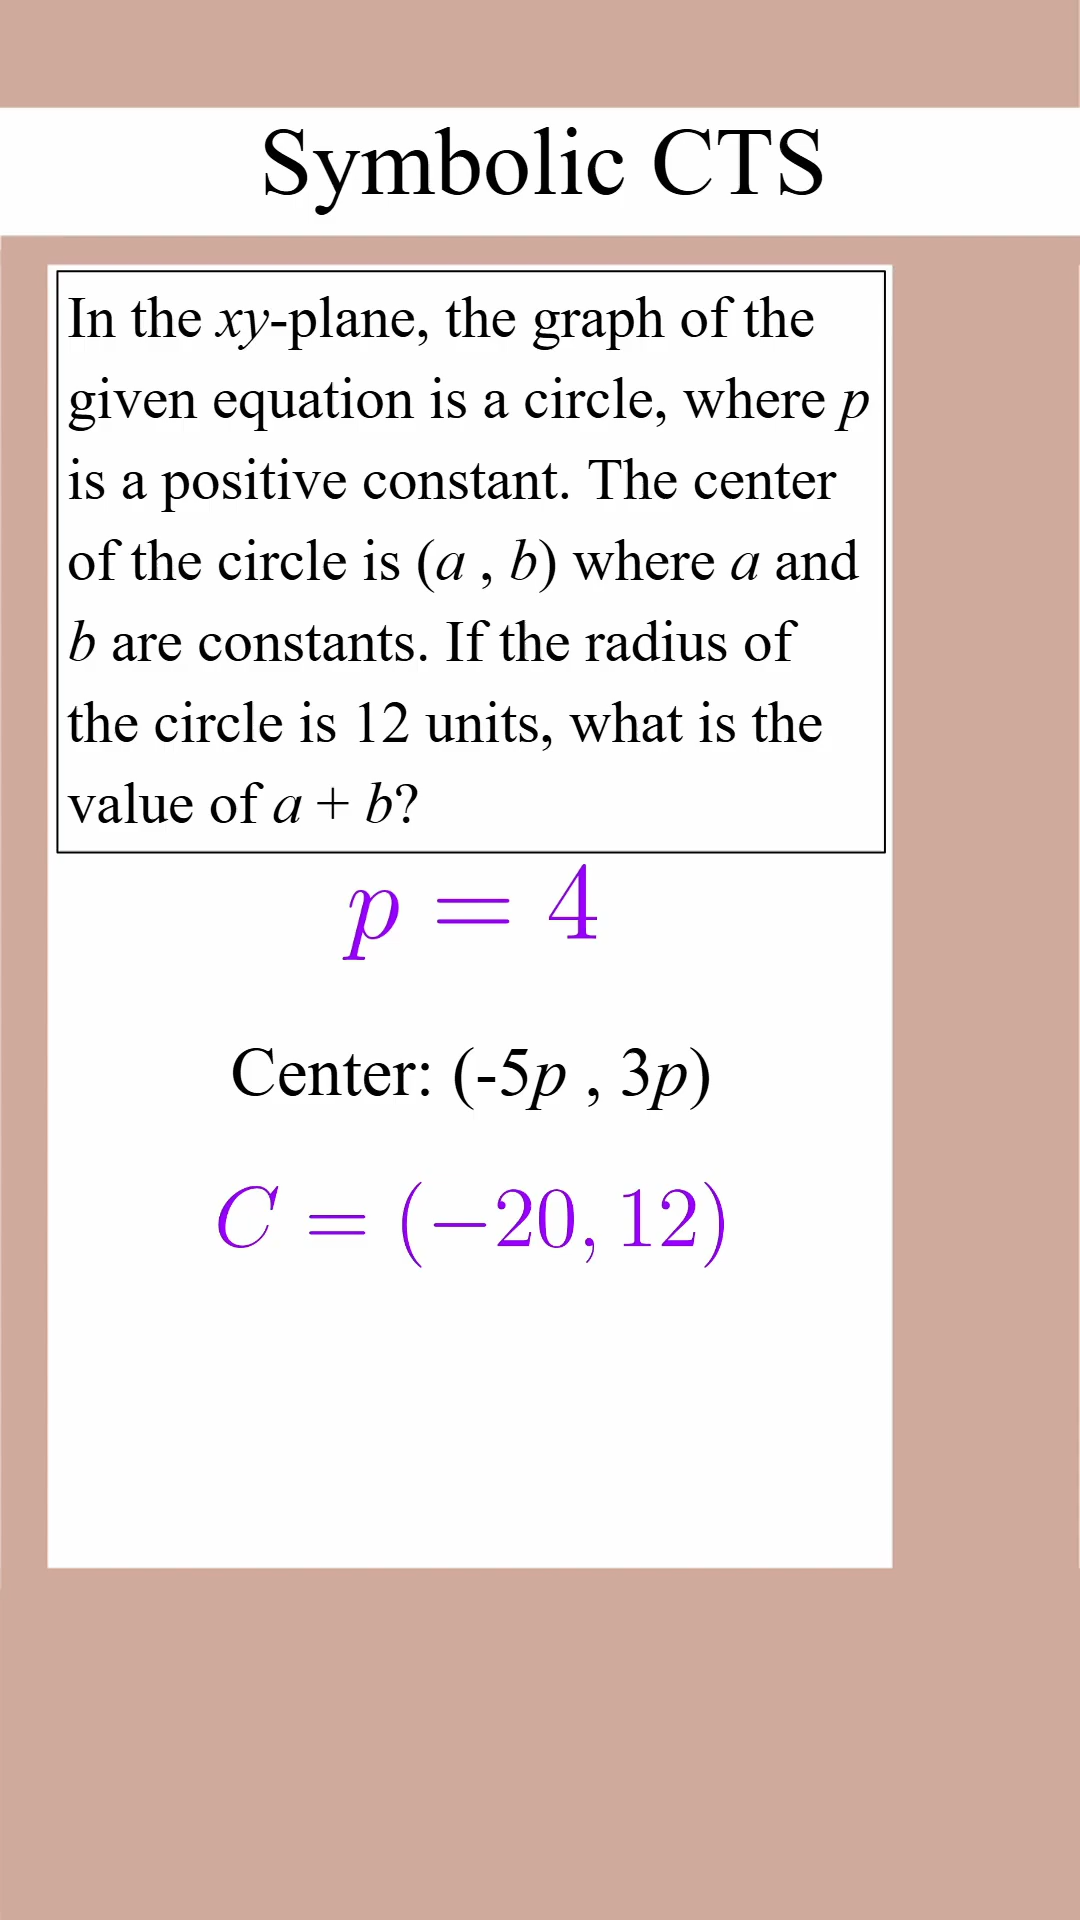 Symbolic CTS
In the xy-plane, the graph of the
given equation is a circle, where p
is a positive constant. The center
of the circle is (a , b) where a and
b are constants. If the radius of
the circle is 12 units, what is the
value of a + b?
p = 4
Center: (-5p , 3p)
C = (−20, 12)